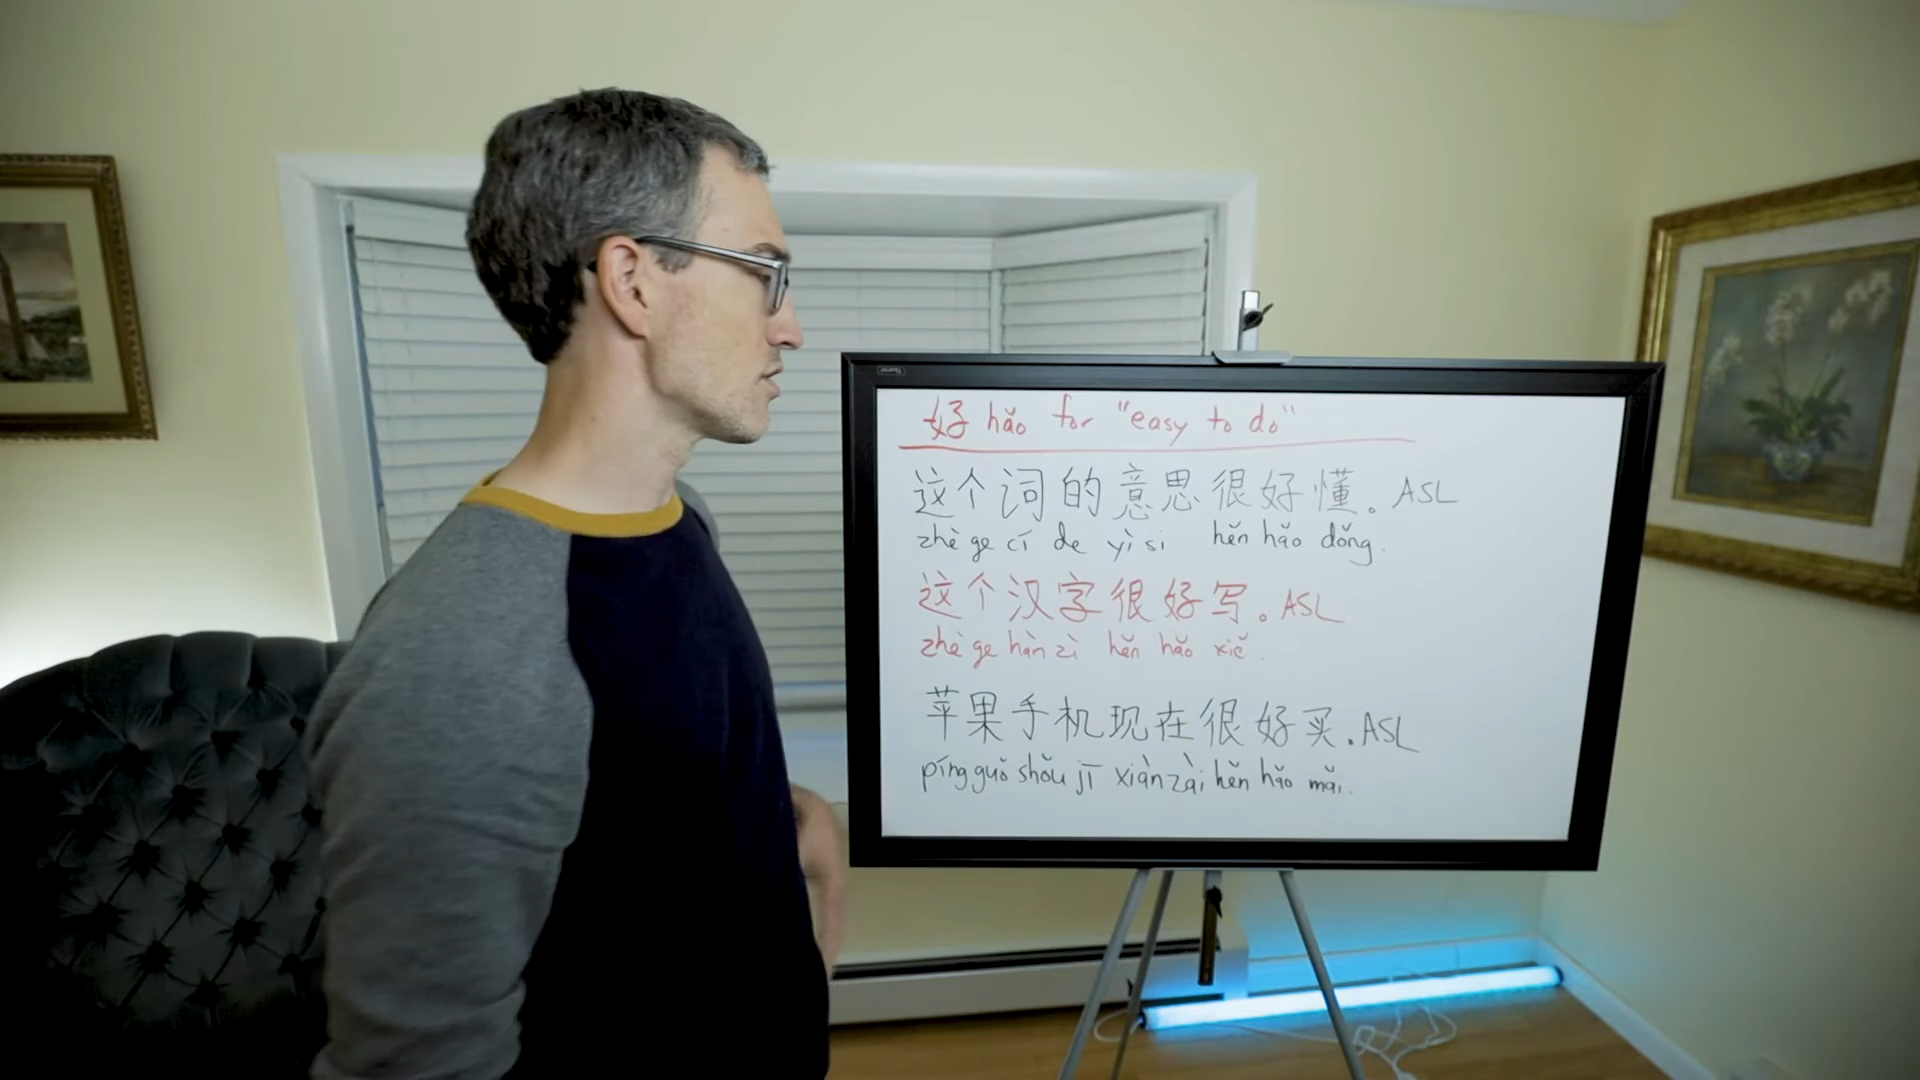 好 hǎo for "easy to do"
这个词的意思很好懂。ASL
zhè ge cí de yì si hěn hǎo dǒng.
这个汉字很好写。ASL
zhè ge hàn zì hěn hǎo xiě.
苹果手机现在很好买.ASL
píng guǒ shǒu jī xiàn zài hěn hǎo mǎi.